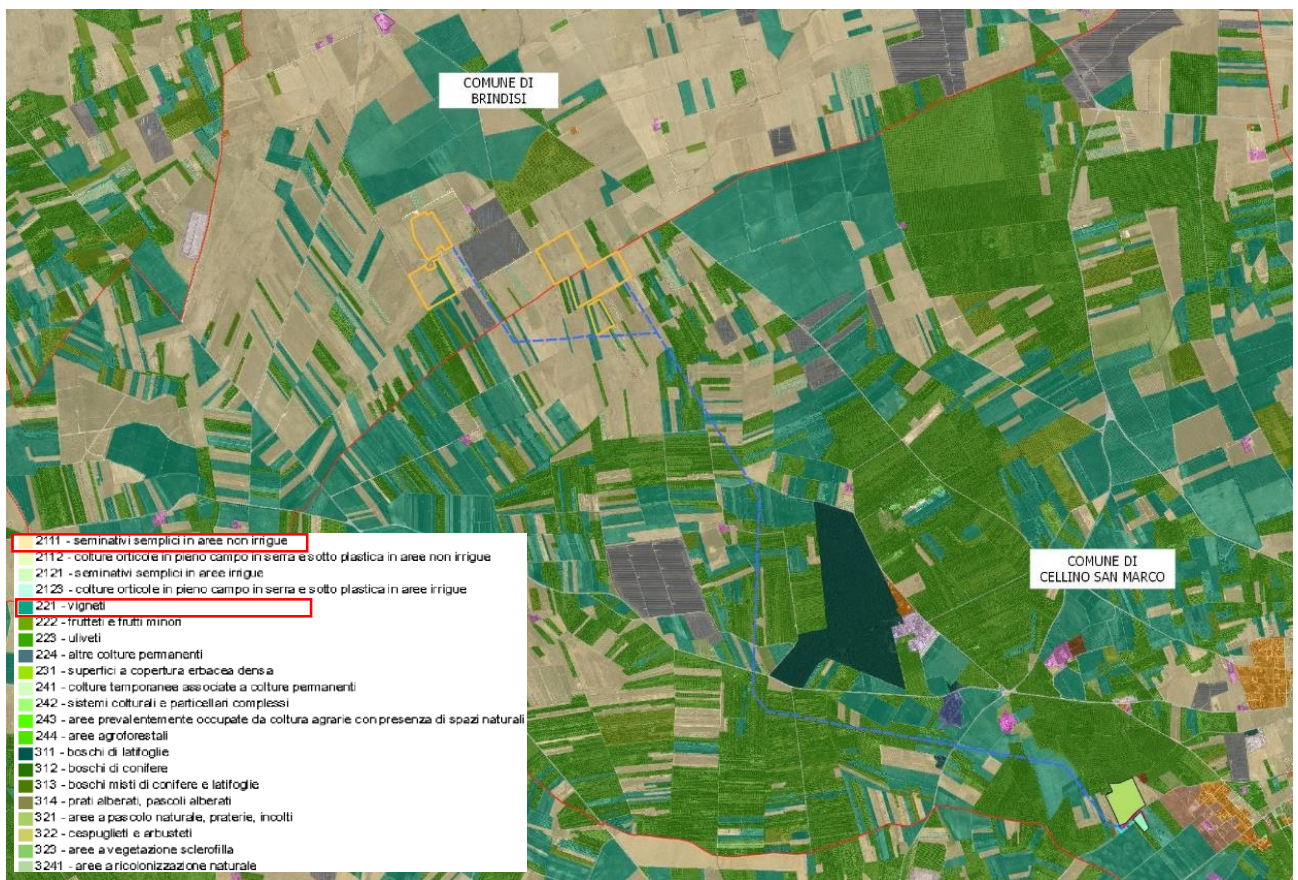 COMUNE DI
BRINDISI
COMUNE DI
CELLINO SAN MARCO
2111 - seminativi semplici in aree non irrigue
2112 - colture orticole in pieno campo in serra e sotto plastica in aree non irrigue
2121 - seminativi semplici in aree irrigue
2123 - colture orticole in pieno campo in serra e sotto plastica in aree irrigue
221 - vigneti
222 - frutteti e frutti minori
223 - uliveti
224 - altre colture permanenti
231 - superfici a copertura erbacea densa
241 - colture temporanee associate a colture permanenti
242 - sistemi colturali e particellari complessi
243 - aree prevalentemente occupate da coltura agrarie con presenza di spazi naturali
244 - aree agroforestali
311 - boschi di latifoglie
312 - boschi di conifere
313 - boschi misti di conifere e latifoglie
314 - prati alberati, pascoli alberati
321 - aree a pascolo naturale, praterie, incolti
322 - cespuglieti e arbusteti
323 - aree a vegetazione sclerofilla
3241 - aree a ricolonizzazione naturale